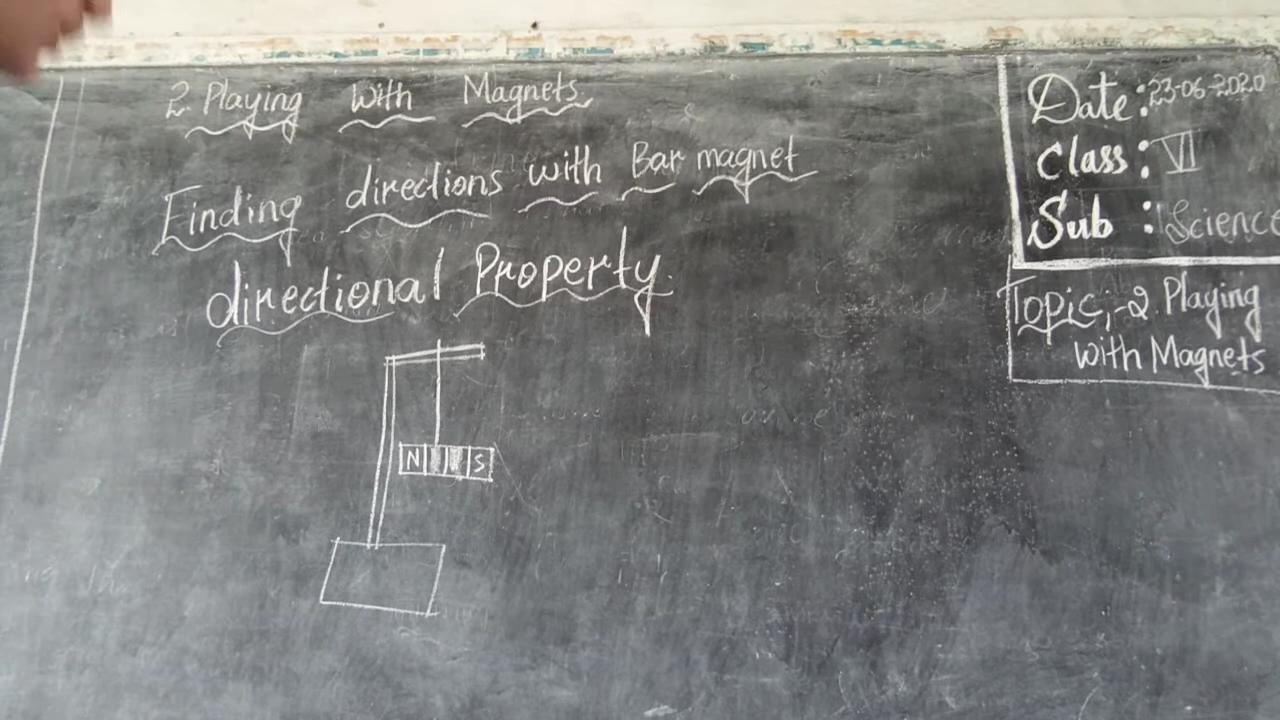 2. Playing with Magnets.
Finding directions with Bar magnet
directional Property.
N S
Date: 23-06-2020
Class: VI
Sub : Science
Topic:-2 Playing
with Magnets